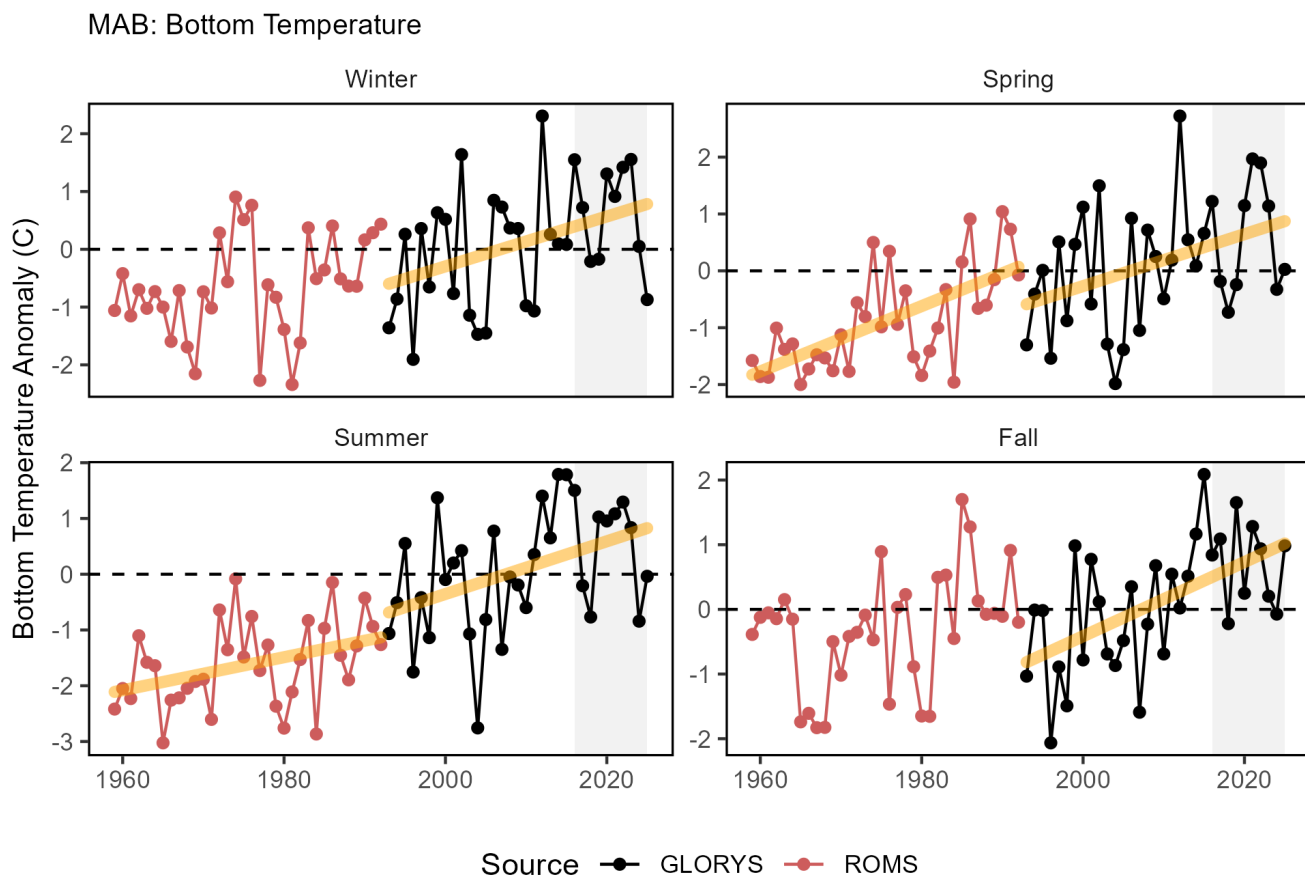 MAB: Bottom Temperature
Bottom Temperature Anomaly (C)
Winter
2
1
0
-1
-2
Spring
2
1
0
-1
-2
Summer
2
1
0
-1
-2
-3
1960 1980 2000 2020
Fall
2
1
0
-1
-2
1960 1980 2000 2020
Source GLORYS ROMS